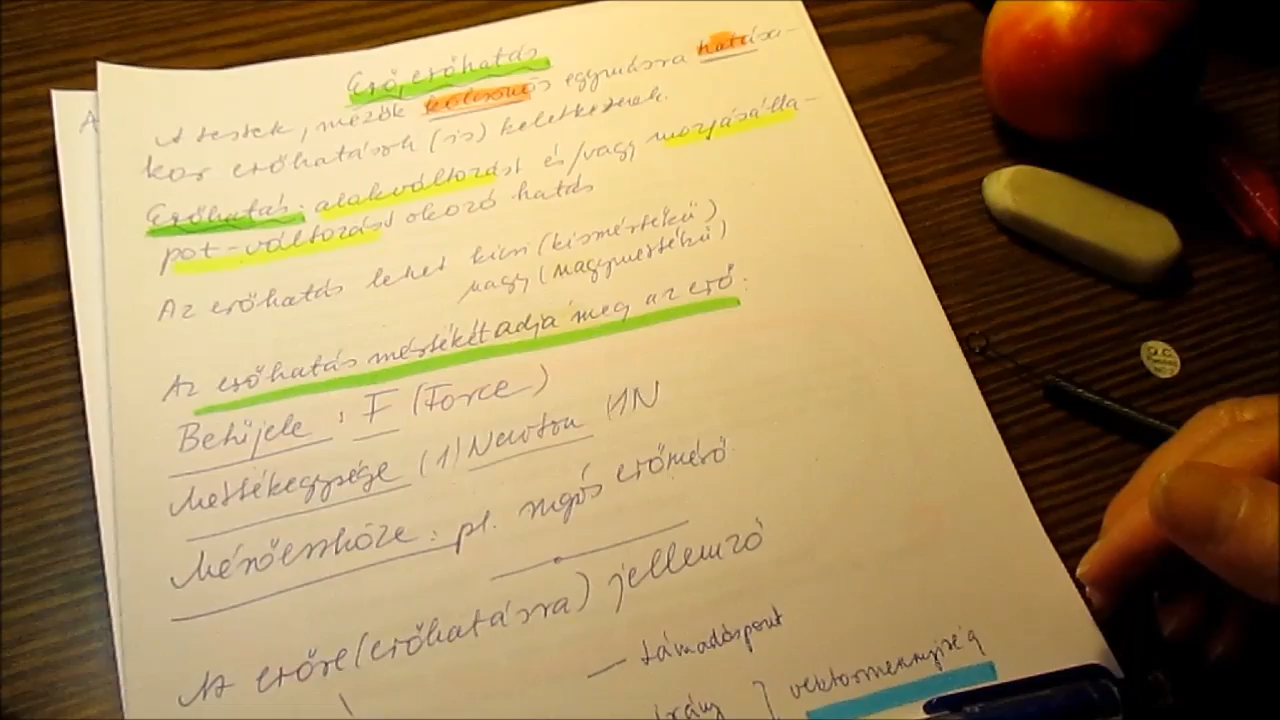 Erő, erőhatás
A testek, mezők kölcsönös egymásra hatása-
kor erőhatások (is) keletkeznek.
Erőhatás: alakváltozást és/vagy mozgásálla-
pot-változást okozó hatás
Az erőhatás lehet kicsi (kismértékű)
nagy (nagymértékű)
Az erőhatás mértékét adja meg az erő.
Betűjele: F (Force)
Mértékegysége (1) Newton 1N
Mérőeszköze: pl. rugós erőmérő
Az erőre (erőhatásra) jellemző
- támadáspont
irány ] vektormennyiség